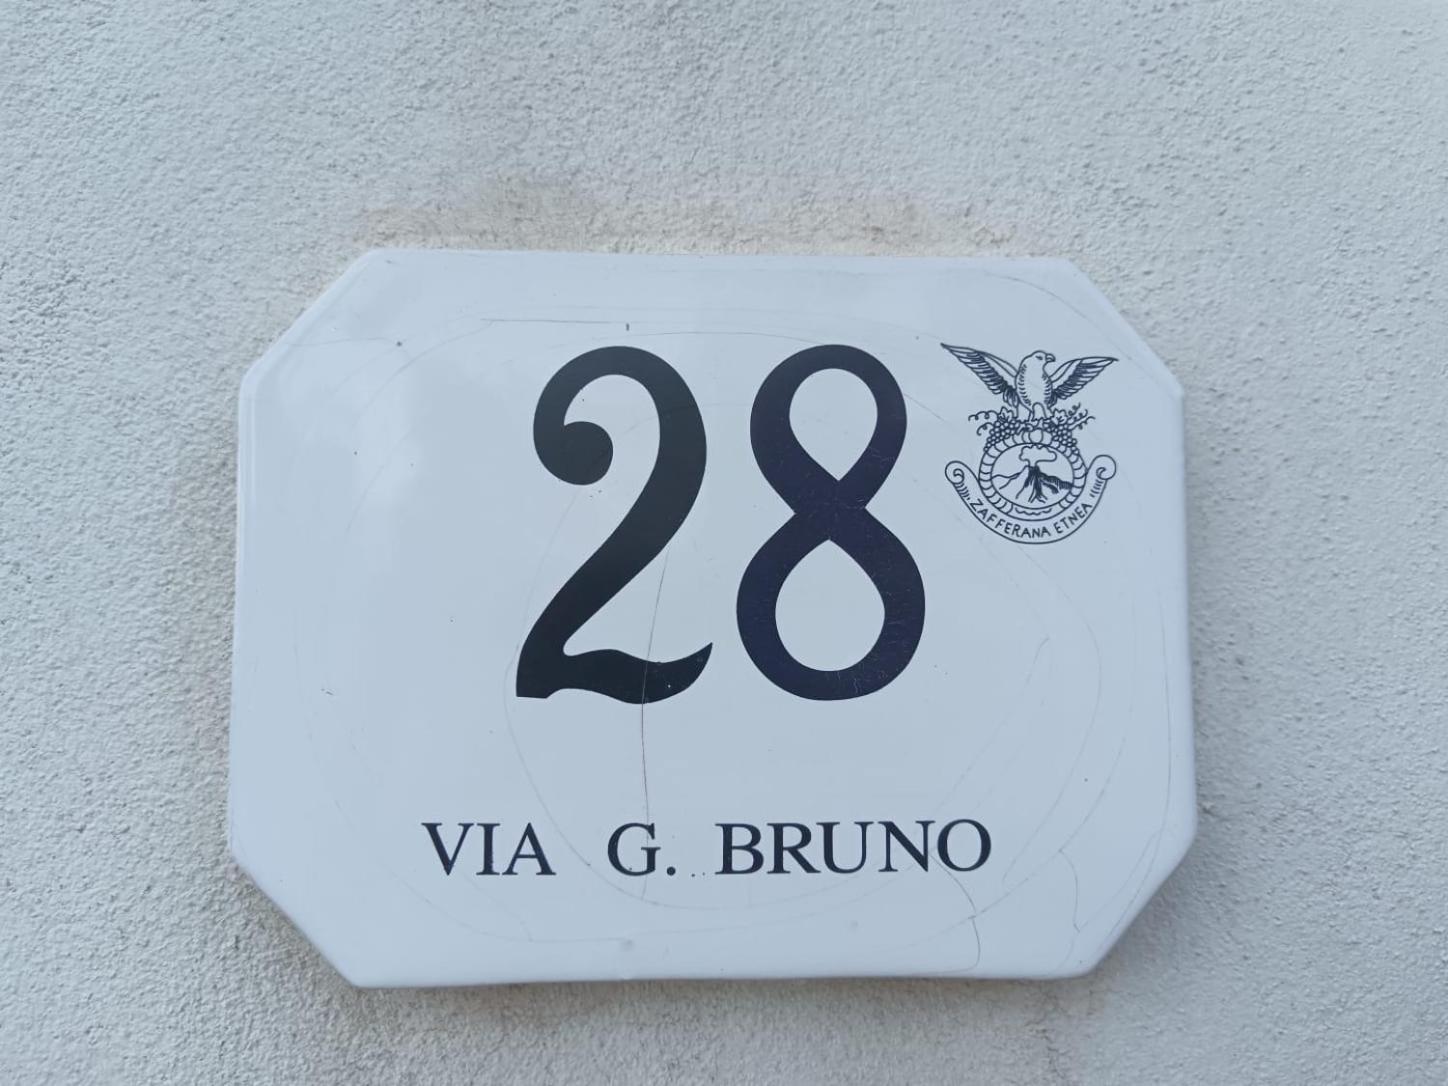 28
ZAFFERANA ETNEA
VIA G. BRUNO